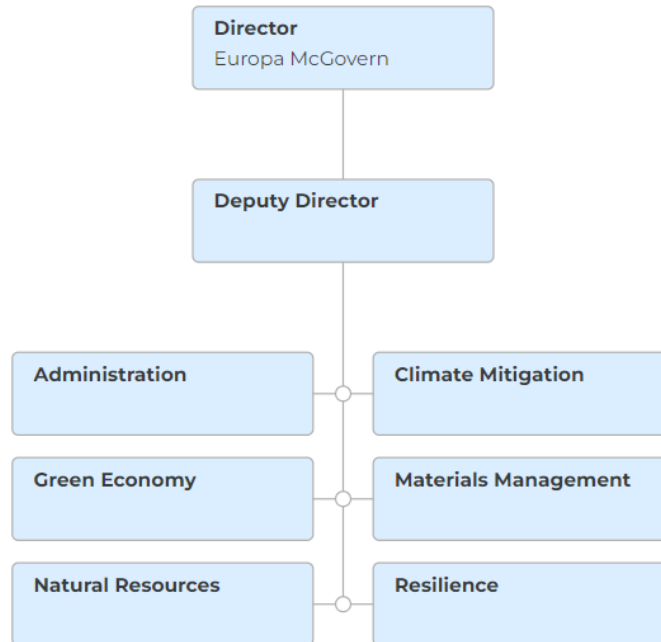 Director
Europa McGovern
Deputy Director
Administration
Climate Mitigation
Green Economy
Materials Management
Natural Resources
Resilience